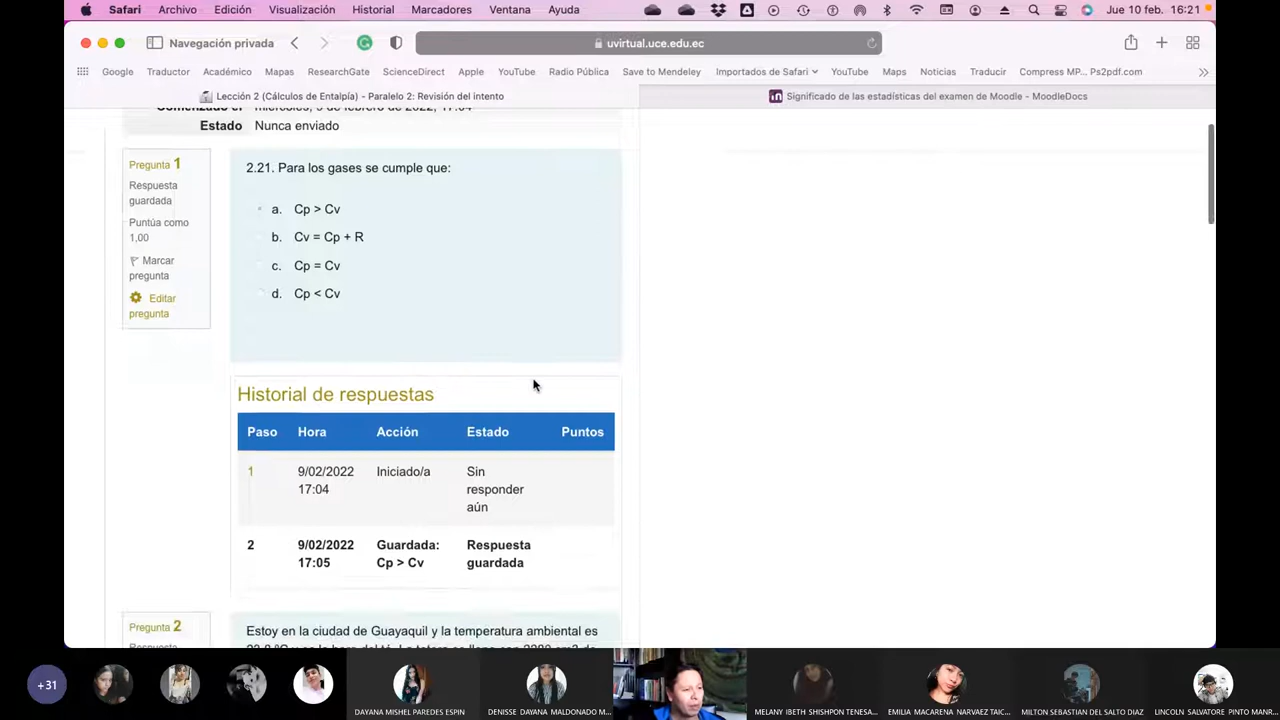 Safari Archivo Edición Visualización Historial Marcadores Ventana Ayuda Jue 10 feb. 16:21
Navegación privada uvirtual.uce.edu.ec
Google Traductor Académico Mapas ResearchGate ScienceDirect Apple YouTube Radio Pública Save to Mendeley Importados de Safari YouTube Maps Noticias Traducir Compress MP... Ps2pdf.com
Lección 2 (Cálculos de Entalpía) - Paralelo 2: Revisión del intento Significado de las estadísticas del examen de Moodle - MoodleDocs
Estado Nunca enviado
Pregunta 1
Respuesta
guardada
Puntúa como
1,00
Marcar
pregunta
Editar
pregunta
2.21. Para los gases se cumple que:
a. Cp > Cv
b. Cv = Cp + R
c. Cp = Cv
d. Cp < Cv
Historial de respuestas
Paso Hora Acción Estado Puntos
1 9/02/2022 Iniciado/a Sin
17:04 responder
aún
2 9/02/2022 Guardada: Respuesta
17:05 Cp > Cv guardada
Pregunta 2
Estoy en la ciudad de Guayaquil y la temperatura ambiental es
+31
DAYANA MISHEL PAREDES ESPIN
DENISSE DAYANA MALDONADO M...
MELANY IBETH SHISHPON TENESA...
EMILIA MACARENA NARVAEZ TAIC...
MILTON SEBASTIAN DEL SALTO DIAZ
LINCOLN SALVATORE PINTO MANR...